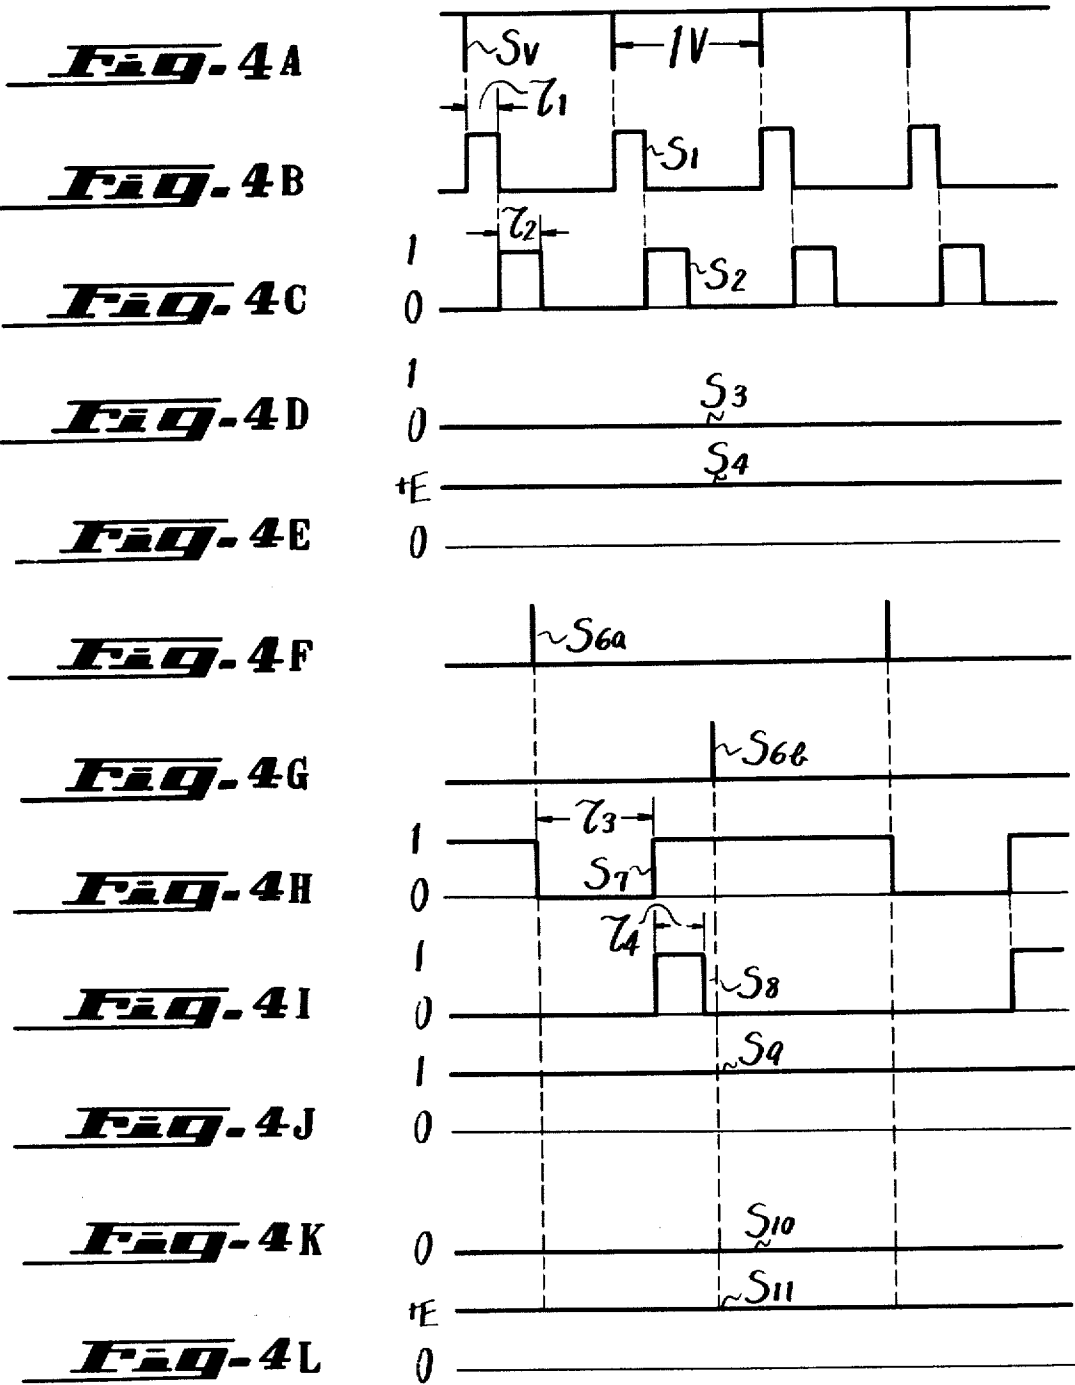 Fig. 4A
Sv
1V
τ1
Fig. 4B
S1
τ2
1
Fig. 4C
0
S2
1
S3
Fig. 4D
0
S4
+E
Fig. 4E
0
Fig. 4F
S6a
Fig. 4G
S6b
τ3
1
S7
Fig. 4H
0
τ4
1
S8
Fig. 4I
0
S9
1
Fig. 4J
0
S10
Fig. 4K
0
S11
+E
Fig. 4L
0